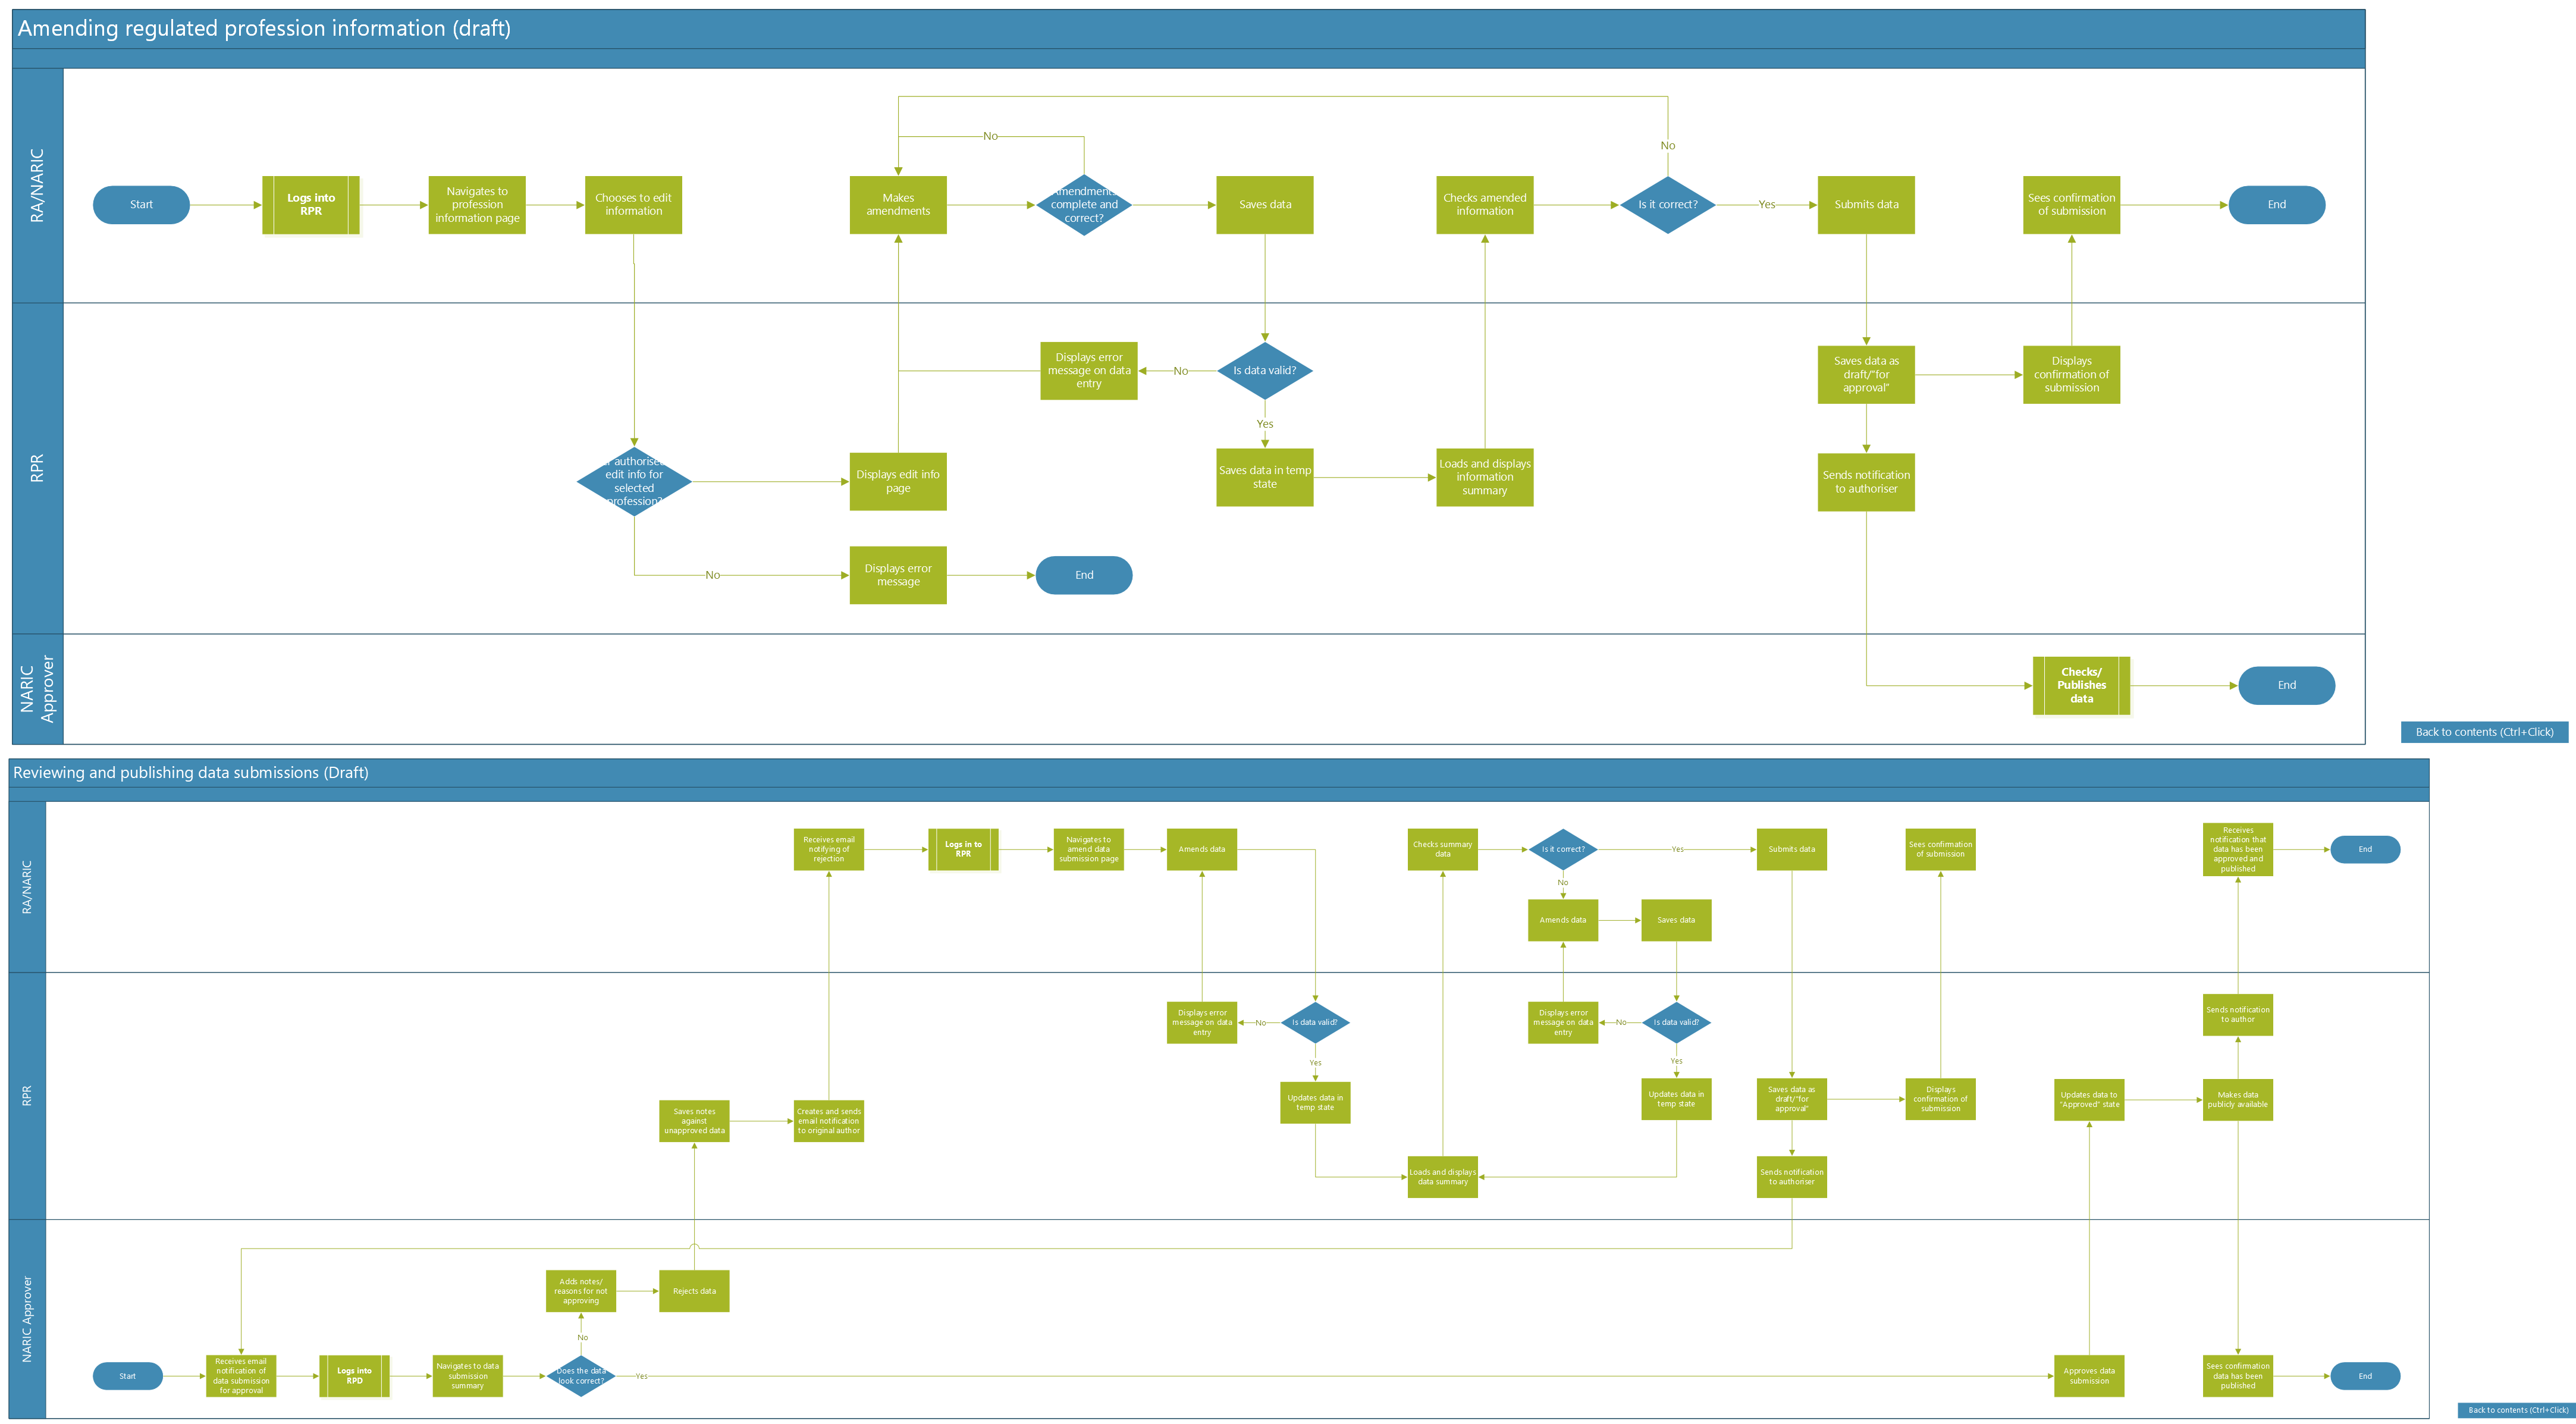 Amending regulated profession information (draft)
RA/NARIC
Start
Logs into
RPR
Navigates to
profession
information page
Chooses to edit
information
Makes
amendments
No
complete and
correct?
Saves data
Checks amended
information
No
Is it correct?
Yes
Submits data
Sees confirmation
of submission
End
RPR
edit info for
selected
profession?
Displays edit info
page
Displays error
message on data
entry
No
Is data valid?
Yes
Saves data in temp
state
Loads and displays
information
summary
Saves data as
draft/"for
approval"
Displays
confirmation of
submission
Sends notification
to authoriser
No
Displays error
message
End
NARIC
Approver
Checks/
Publishes
data
End
Back to contents (Ctrl+Click)
Reviewing and publishing data submissions (Draft)
RA/NARIC
Receives email
notifying of
rejection
Logs in to
RPR
Navigates to
amend data
submission page
Amends data
Checks summary
data
Is it correct?
Yes
No
Submits data
Sees confirmation
of submission
Receives
notification that
data has been
approved and
published
End
Amends data
Saves data
RPR
Displays error
message on data
entry
No
Is data valid?
Yes
Updates data in
temp state
Displays error
message on data
entry
No
Is data valid?
Yes
Updates data in
temp state
Sends notification
to author
Saves notes
against
unapproved data
Creates and sends
email notification
to original author
Saves data as
draft/"for
approval"
Displays
confirmation of
submission
Updates data to
"Approved" state
Makes data
publicly available
Loads and displays
data summary
Sends notification
to authoriser
NARIC Approver
Adds notes/
reasons for not
approving
Rejects data
No
Start
Receives email
notification of
data submission
for approval
Logs into
RPD
Navigates to data
submission
summary
Does the data
look correct?
Yes
Approves data
submission
Sees confirmation
data has been
published
End
Back to contents (Ctrl+Click)